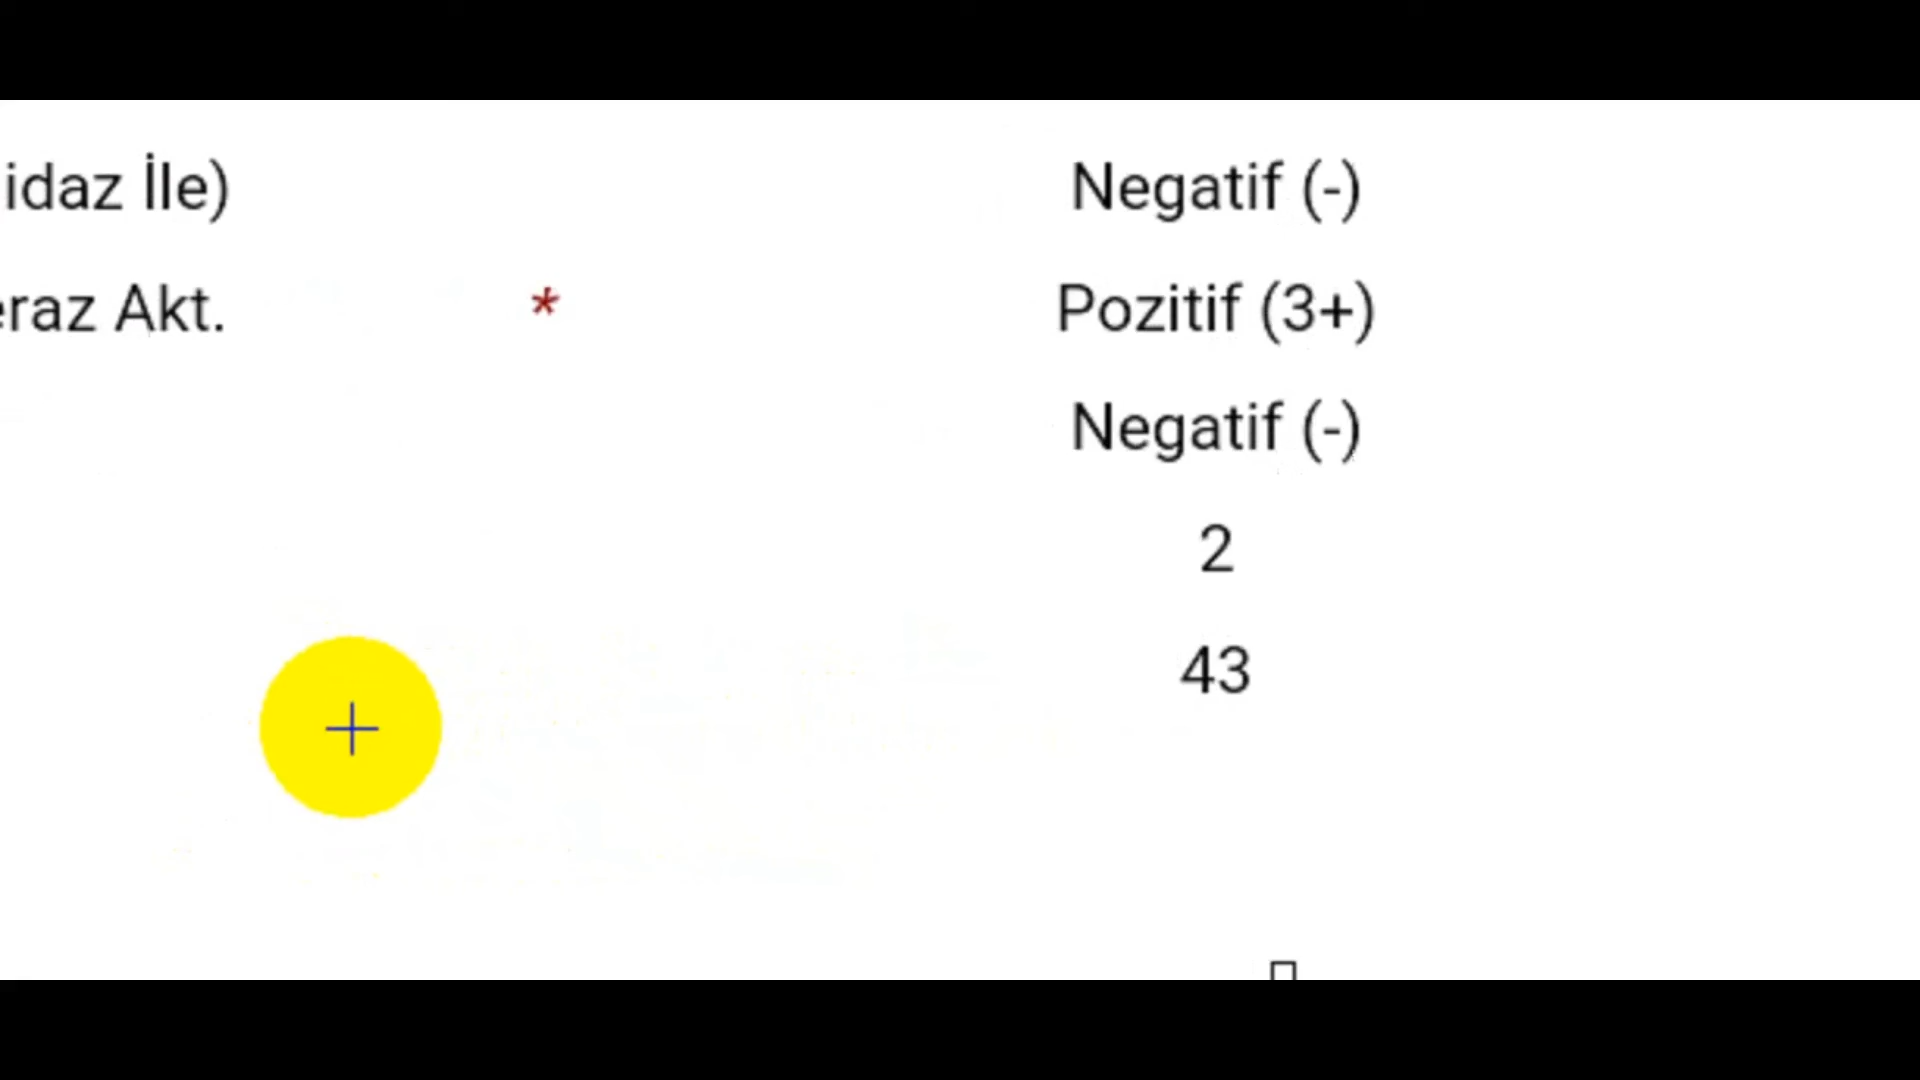 idaz İle) Negatif (-)
eraz Akt. * Pozitif (3+)
Negatif (-)
2
43